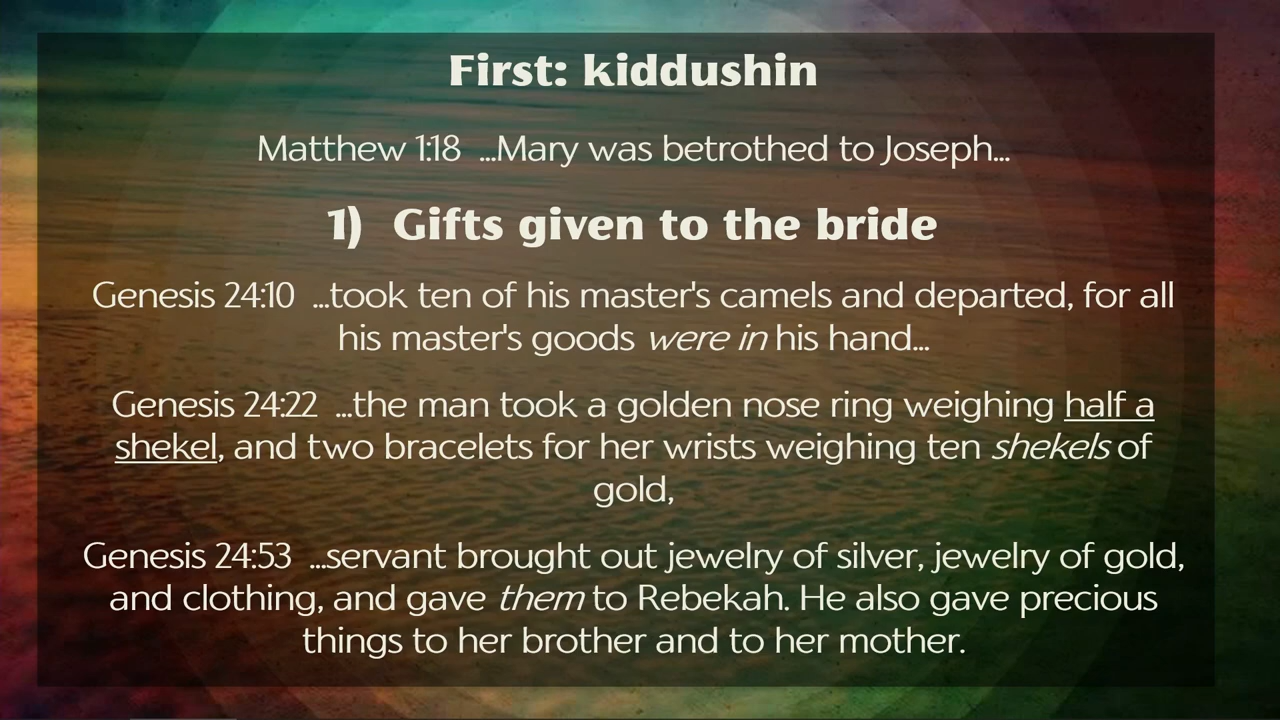 First: kiddushin
Matthew 1:18 ...Mary was betrothed to Joseph...
1) Gifts given to the bride
Genesis 24:10 ...took ten of his master's camels and departed, for all
his master's goods were in his hand...
Genesis 24:22 ...the man took a golden nose ring weighing half a
shekel, and two bracelets for her wrists weighing ten shekels of
gold,
Genesis 24:53 ...servant brought out jewelry of silver, jewelry of gold,
and clothing, and gave them to Rebekah. He also gave precious
things to her brother and to her mother.